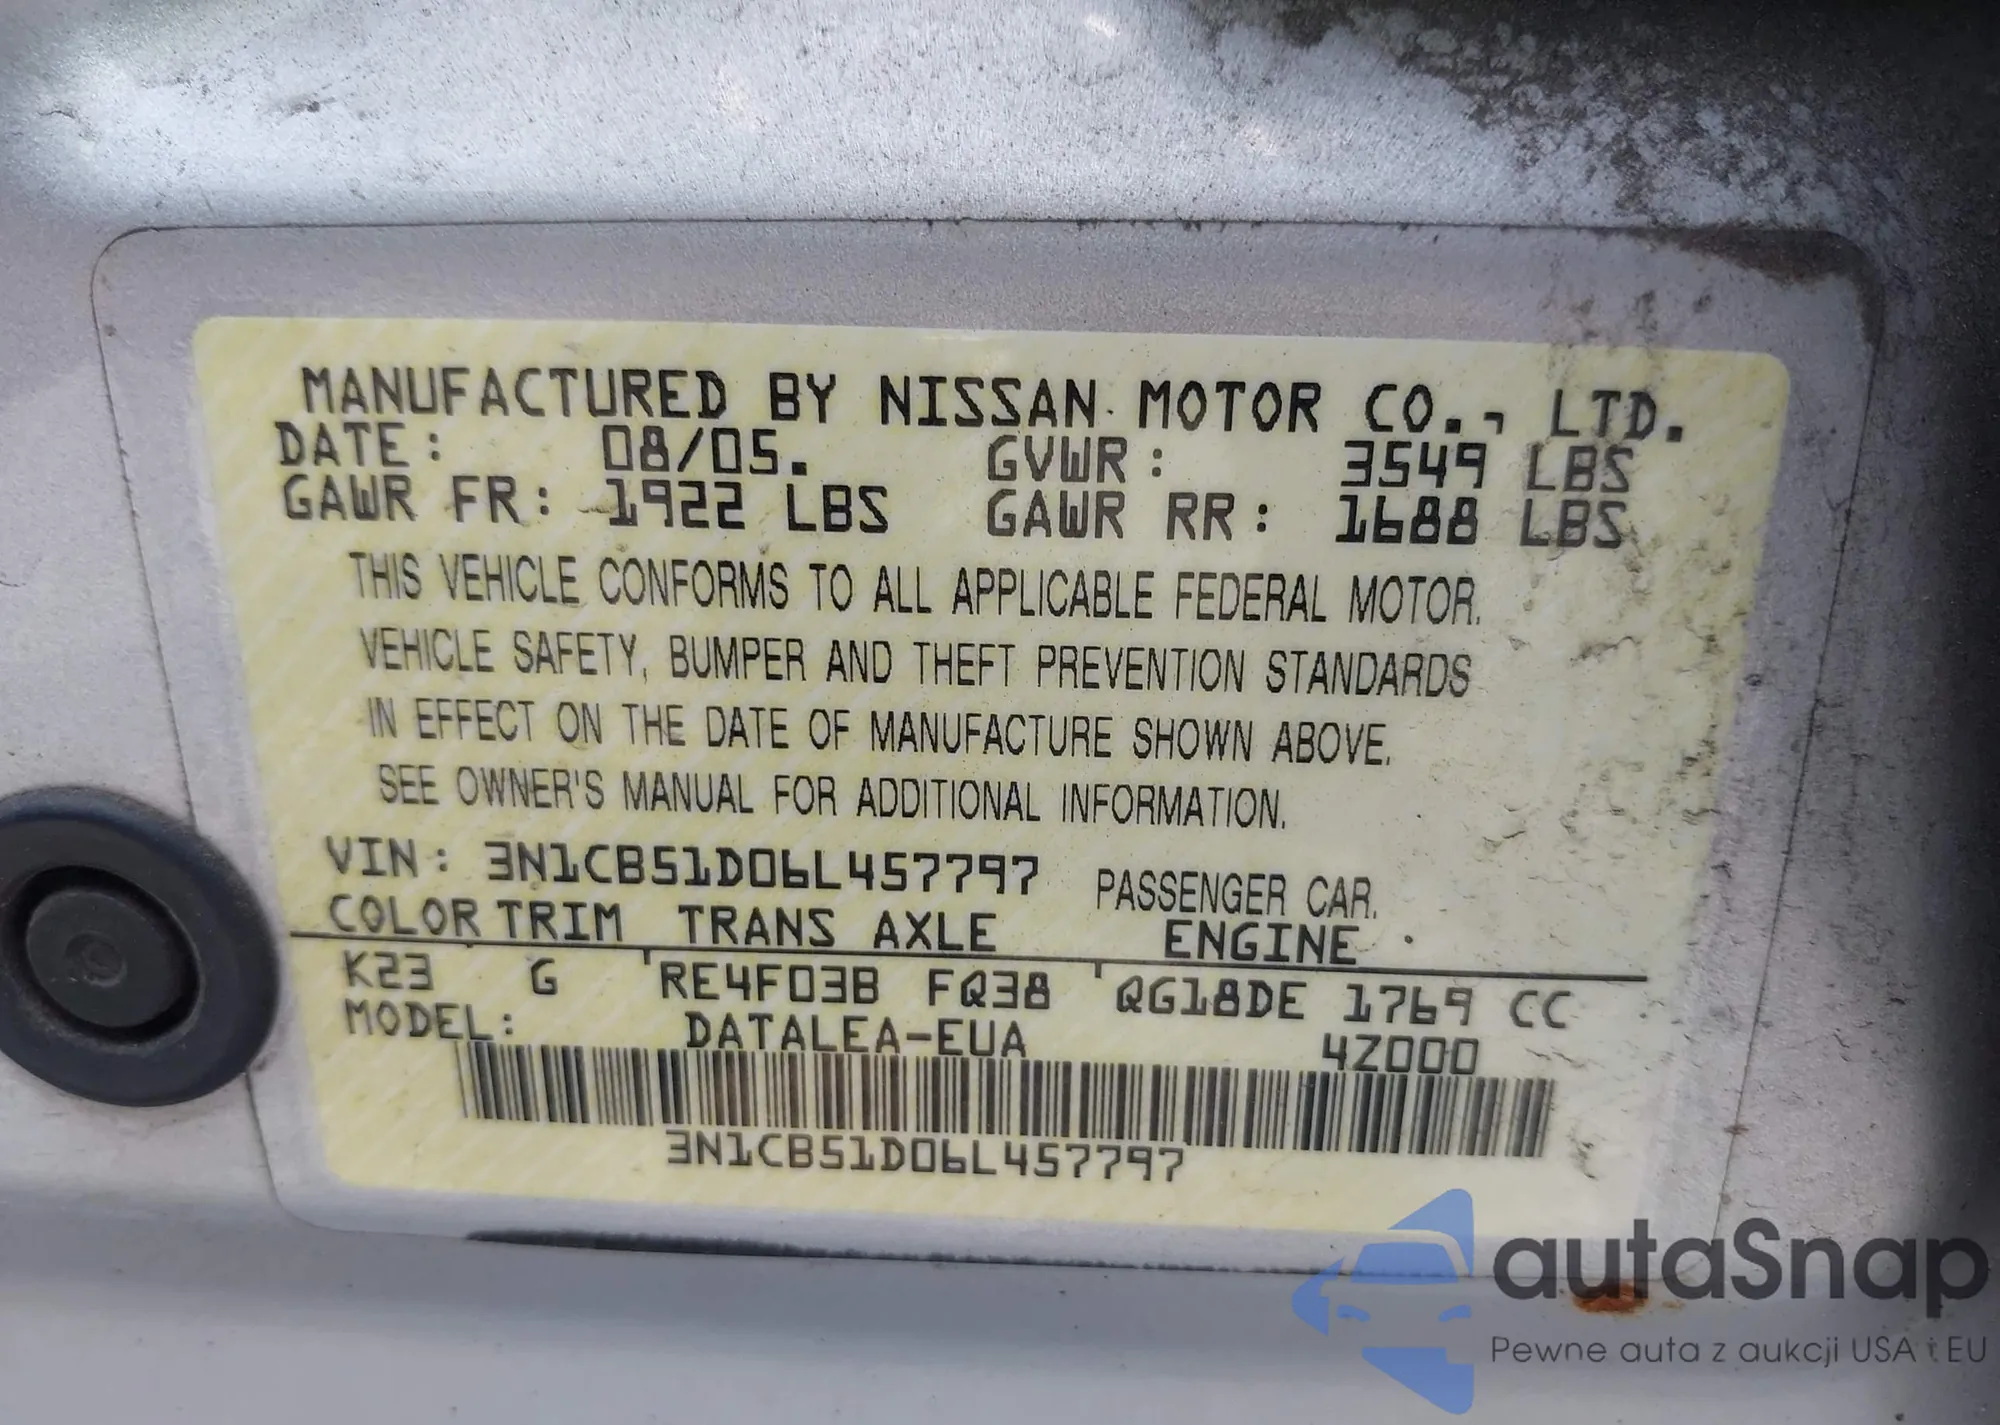 MANUFACTURED BY NISSAN MOTOR CO., LTD.
DATE: 08/05. GVWR: 3549 LBS
GAWR FR: 1922 LBS GAWR RR: 1688 LBS
THIS VEHICLE CONFORMS TO ALL APPLICABLE FEDERAL MOTOR.
VEHICLE SAFETY, BUMPER AND THEFT PREVENTION STANDARDS
IN EFFECT ON THE DATE OF MANUFACTURE SHOWN ABOVE.
SEE OWNER'S MANUAL FOR ADDITIONAL INFORMATION.
VIN: 3N1CB51D06L457797 PASSENGER CAR.
COLOR TRIM TRANS AXLE ENGINE
K23 G RE4F03B FQ38 QG18DE 1769 CC
MODEL: DATALEA-EUA 4Z000
3N1CB51D06L457797
autaSnap
Pewne auta z aukcji USA i EU